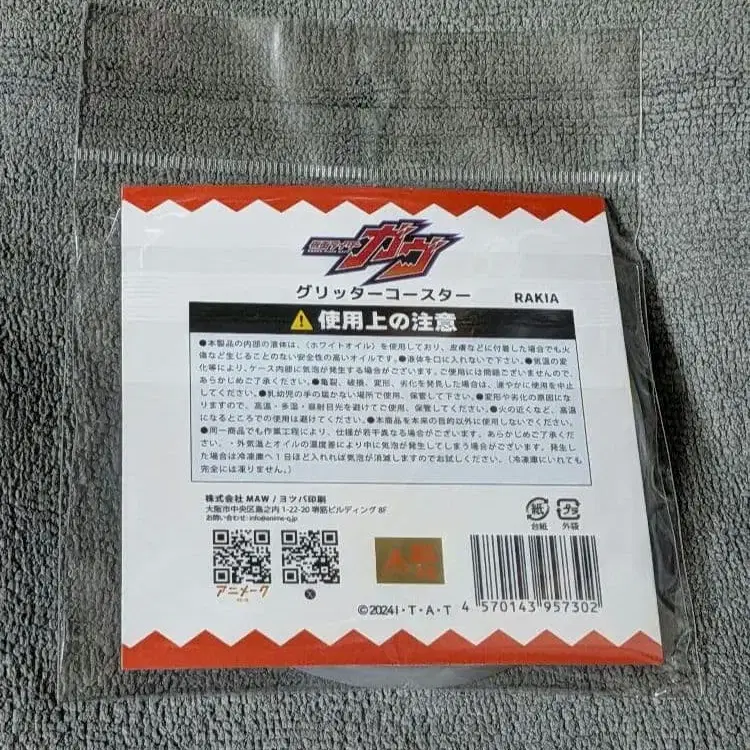 仮面ライダー
ガヴ
グリッターコースター RAKIA
使用上の注意
●本製品の内部の液体は、(ホワイトオイル)を使用しており、皮膚などに付着した場合でも火
傷など生じることのない安全性の高いオイルです。●液体を口に入れないで下さい。●気温の変
化等により、ケース内部に気泡が発生する場合がございます。ご使用には問題ございませんので、
あらかじめご了承ください。●亀裂、破損、変形、劣化を発見した場合は、速やかに使用を中止
してください。●乳幼児の手の届かない場所で使用、保管して下さい。●変形や劣化の原因にな
りますので、高温・多湿・直射日光を避けてご使用、保管してください。●火の近くなど、高温
になるところでの使用は避けてください。●本商品を本来の目的以外に使用しないでください。
●同一商品でも作業工程により、仕様が若干異なる場合がございます。あらかじめご了承くださ
い。・外気温とオイルの温度差により中に気泡が発生してしまう場合がございます。発生し
た場合は冷凍庫へ1日ほど入れれば気泡が消滅しますのでお試しください。(冷凍庫にいれても
完全には凍りません。)
株式会社 MAW / ヨツバ印刷
大阪市中央区島之内 1-22-20 堺筋ビルディング 8F
お問い合わせ: info@anime-q.jp
台紙
プラ
外袋
アニメーク
X
©2024 I・T・A・T
4 570143 957302